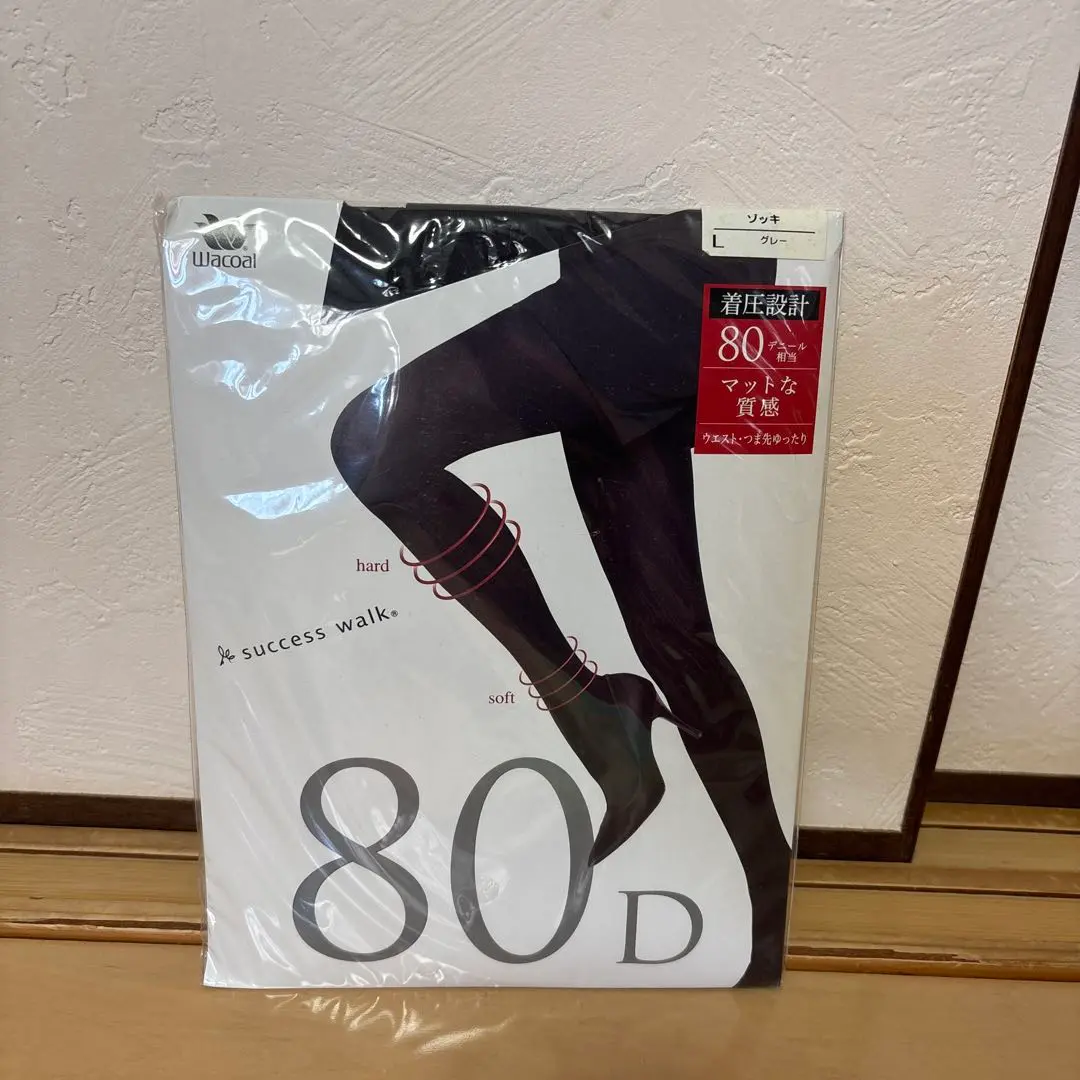 Wacoal
ゾッキ
L グレー
着圧設計
80 デニール
相当
マットな
質感
ウエスト・つま先ゆったり
hard
success walk®
soft
80D